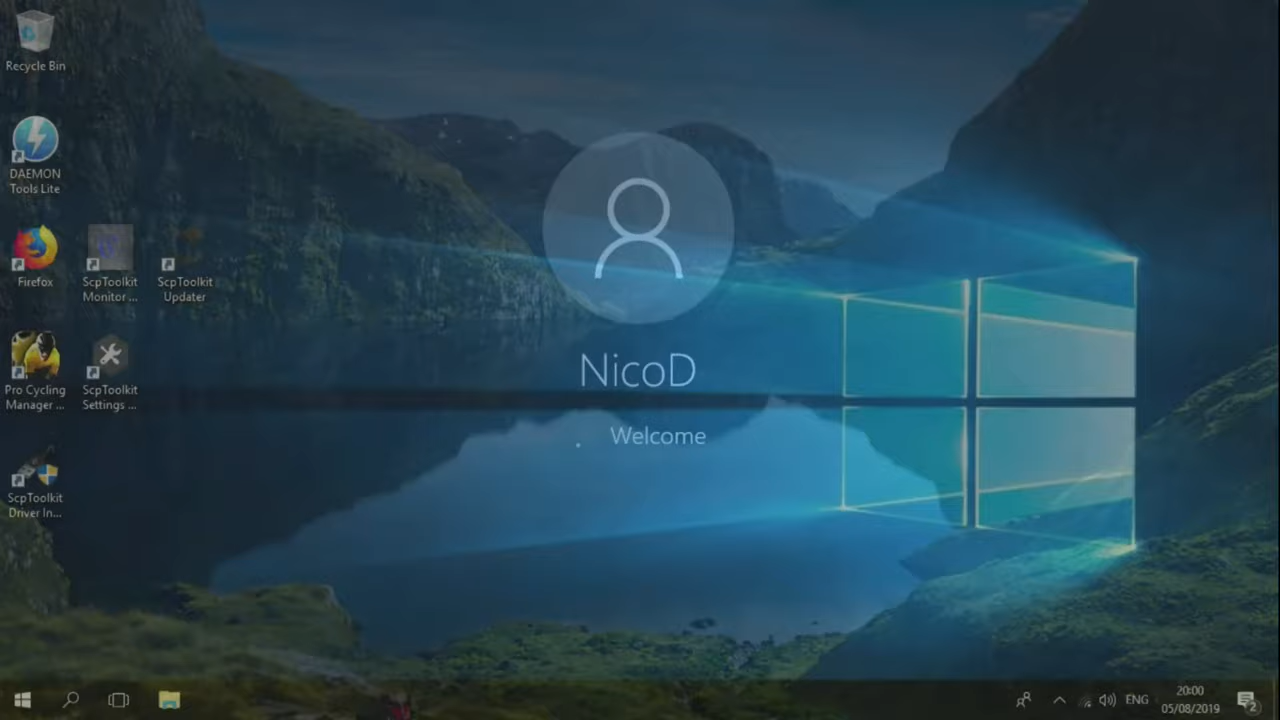 Recycle Bin
DAEMON
Tools Lite
Firefox
ScpToolkit
Monitor ...
ScpToolkit
Updater
Pro Cycling
Manager ...
ScpToolkit
Settings ...
ScpToolkit
Driver In...
NicoD
Welcome
ENG
20:00
05/08/2019
2